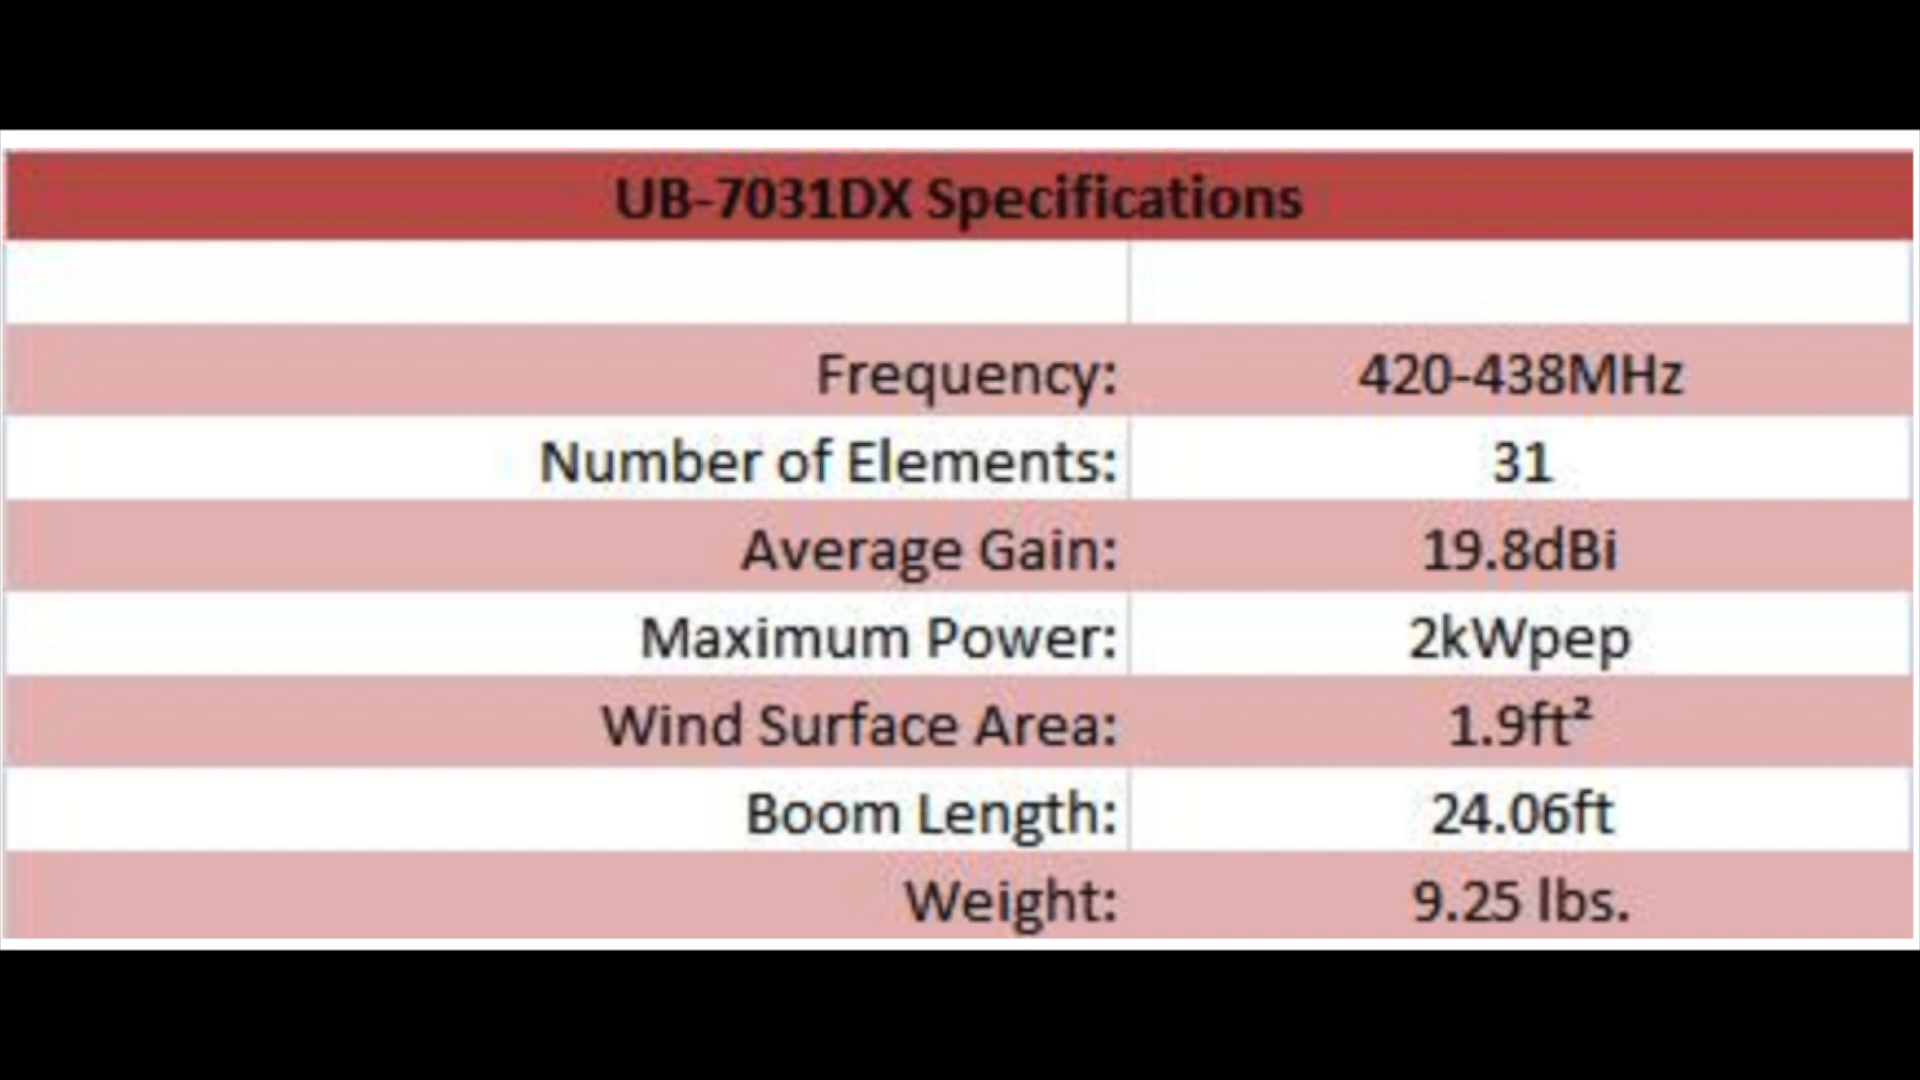 UB-7031DX Specifications
Frequency: 420-438MHz
Number of Elements: 31
Average Gain: 19.8dBi
Maximum Power: 2kWpep
Wind Surface Area: 1.9ft²
Boom Length: 24.06ft
Weight: 9.25 lbs.